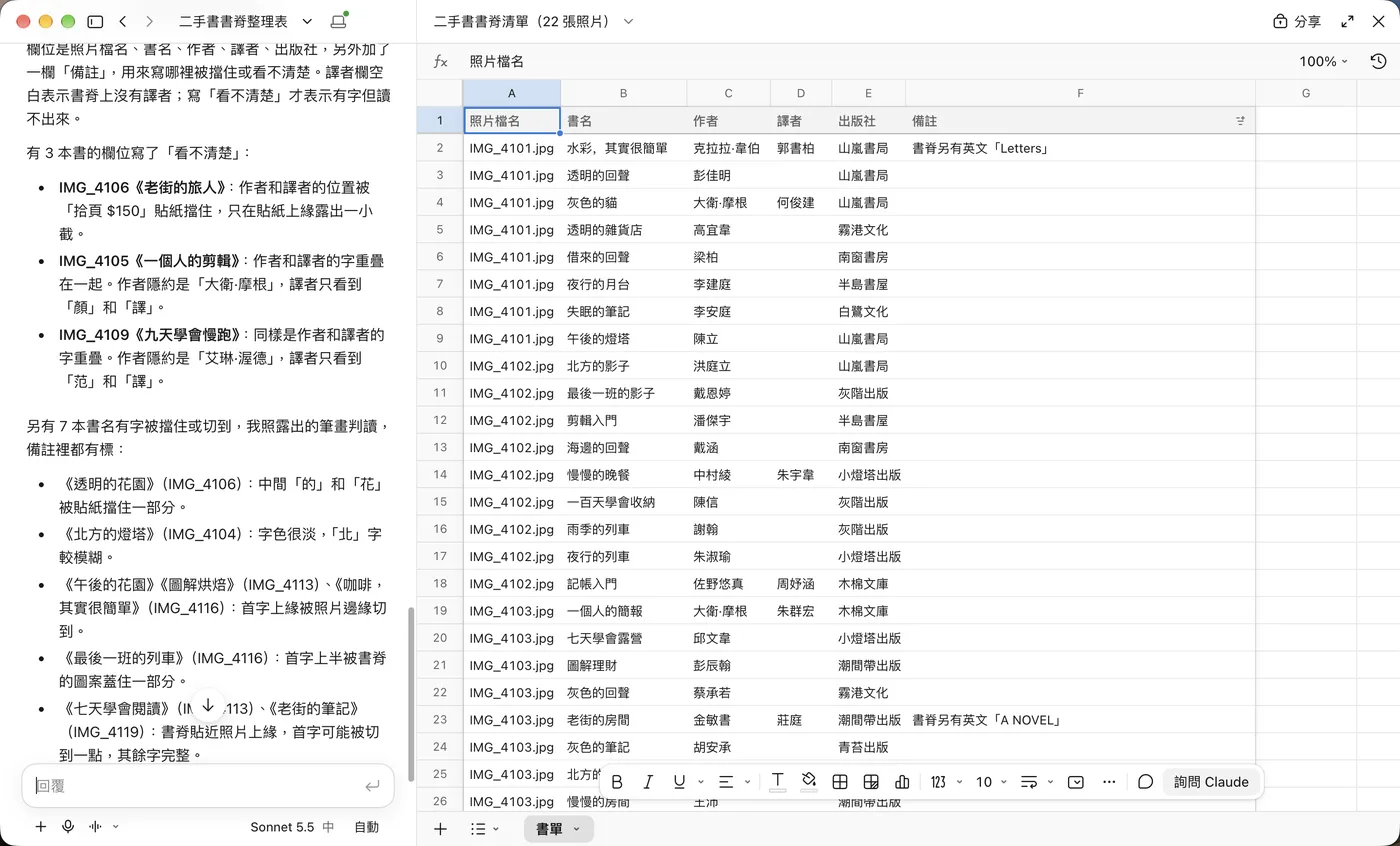 二手書書脊整理表
欄位是照片檔名、書名、作者、譯者、出版社，另外加了
一欄「備註」，用來寫哪裡被擋住或看不清楚。譯者欄空
白表示書脊上沒有譯者；寫「看不清楚」才表示有字但讀
不出來。
有 3 本書的欄位寫了「看不清楚」：
• IMG_4106《老街的旅人》：作者和譯者的位置被
「拾頁 $150」貼紙擋住，只在貼紙上緣露出一小
截。
• IMG_4105《一個人的剪輯》：作者和譯者的字重疊
在一起。作者隱約是「大衛·摩根」，譯者只看到
「顏」和「譯」。
• IMG_4109《九天學會慢跑》：同樣是作者和譯者的
字重疊。作者隱約是「艾琳·渥德」，譯者只看到
「范」和「譯」。
另有 7 本書名有字被擋住或切到，我照露出的筆畫判讀，
備註裡都有標：
• 《透明的花園》（IMG_4106）：中間「的」和「花」
被貼紙擋住一部分。
• 《北方的燈塔》（IMG_4104）：字色很淡，「北」字
較模糊。
• 《午後的花園》《圖解烘焙》（IMG_4113）、《咖啡，
其實很簡單》（IMG_4116）：首字上緣被照片邊緣切
到。
• 《最後一班的列車》（IMG_4116）：首字上半被書脊
的圖案蓋住一部分。
• 《七天學會閱讀》（IM 113）、《老街的筆記》
（IMG_4119）：書脊貼近照片上緣，首字可能被切
到一點，其餘字完整。
回覆
Sonnet 5.5 中 自動
二手書書脊清單（22 張照片） 分享
fx 照片檔名 100%
A B C D E F G
1 照片檔名 書名 作者 譯者 出版社 備註
2 IMG_4101.jpg 水彩，其實很簡單 克拉拉·韋伯 郭書柏 山嵐書局 書脊另有英文「Letters」
3 IMG_4101.jpg 透明的回聲 彭佳明 山嵐書局
4 IMG_4101.jpg 灰色的貓 大衛·摩根 何俊建 山嵐書局
5 IMG_4101.jpg 透明的雜貨店 高宜韋 霧港文化
6 IMG_4101.jpg 借來的回聲 梁柏 南窗書房
7 IMG_4101.jpg 夜行的月台 李建庭 半島書屋
8 IMG_4101.jpg 失眠的筆記 李安庭 白鷺文化
9 IMG_4101.jpg 午後的燈塔 陳立 山嵐書局
10 IMG_4102.jpg 北方的影子 洪庭立 山嵐書局
11 IMG_4102.jpg 最後一班的影子 戴恩婷 灰階出版
12 IMG_4102.jpg 剪輯入門 潘傑宇 半島書屋
13 IMG_4102.jpg 海邊的回聲 戴涵 南窗書房
14 IMG_4102.jpg 慢慢的晚餐 中村綾 朱宇韋 小燈塔出版
15 IMG_4102.jpg 一百天學會收納 陳信 灰階出版
16 IMG_4102.jpg 雨季的列車 謝翰 灰階出版
17 IMG_4102.jpg 夜行的列車 朱淑瑜 小燈塔出版
18 IMG_4102.jpg 記帳入門 佐野悠真 周妤涵 木棉文庫
19 IMG_4103.jpg 一個人的簡報 大衛·摩根 朱群宏 木棉文庫
20 IMG_4103.jpg 七天學會露營 邱文韋 小燈塔出版
21 IMG_4103.jpg 圖解理財 彭辰翰 潮間帶出版
22 IMG_4103.jpg 灰色的回聲 蔡承若 霧港文化
23 IMG_4103.jpg 老街的房間 金敏書 莊庭 潮間帶出版 書脊另有英文「A NOVEL」
24 IMG_4103.jpg 灰色的筆記 胡安承 青苔出版
25 IMG_4103.jpg 北方的
B I U T 123 10 詢問 Claude
26 IMG_4103.jpg 慢慢的房間 王沛 潮間帶出版
書單